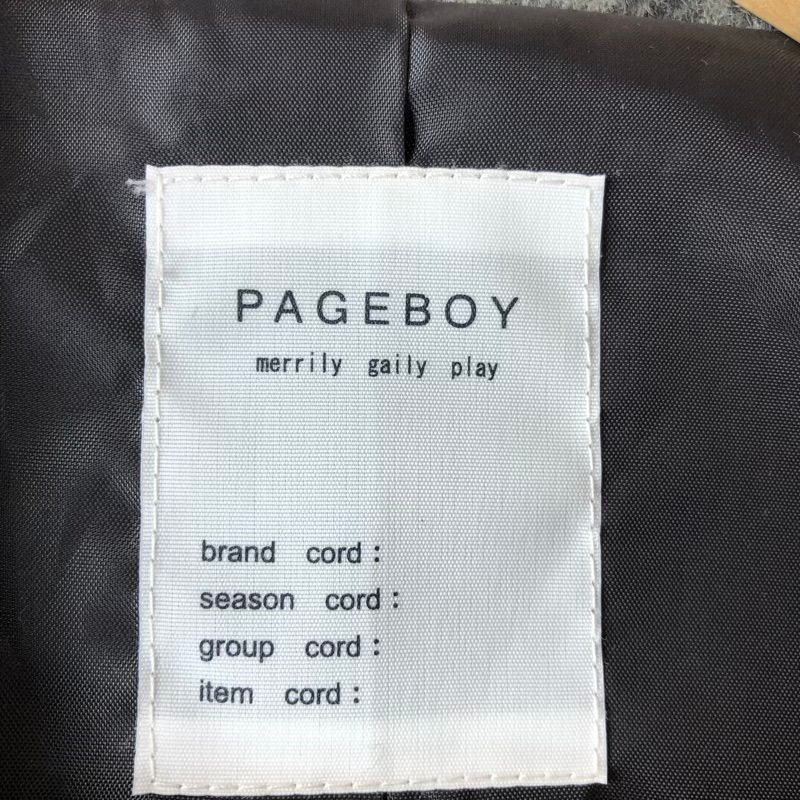 PAGEBOY
merrily gaily play
brand cord:
season cord:
group cord:
item cord: